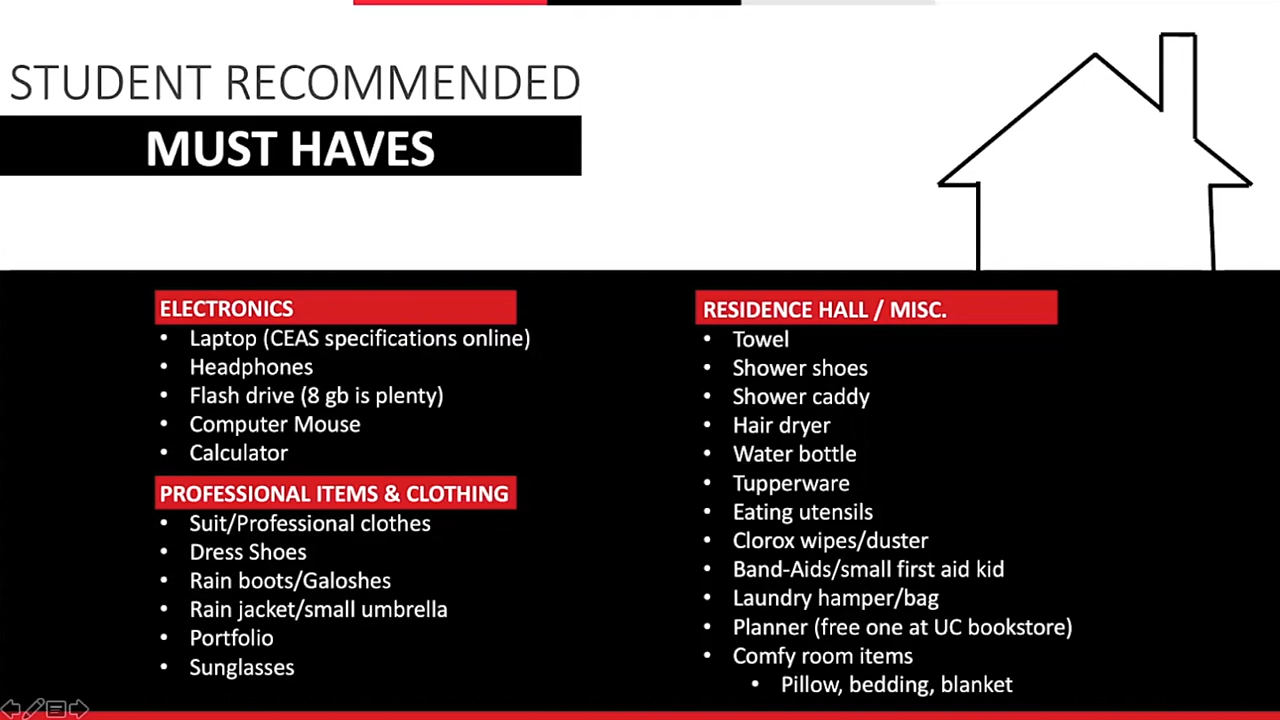 STUDENT RECOMMENDED
MUST HAVES
ELECTRONICS
• Laptop (CEAS specifications online)
• Headphones
• Flash drive (8 gb is plenty)
• Computer Mouse
• Calculator
PROFESSIONAL ITEMS & CLOTHING
• Suit/Professional clothes
• Dress Shoes
• Rain boots/Galoshes
• Rain jacket/small umbrella
• Portfolio
• Sunglasses
RESIDENCE HALL / MISC.
• Towel
• Shower shoes
• Shower caddy
• Hair dryer
• Water bottle
• Tupperware
• Eating utensils
• Clorox wipes/duster
• Band-Aids/small first aid kid
• Laundry hamper/bag
• Planner (free one at UC bookstore)
• Comfy room items
• Pillow, bedding, blanket